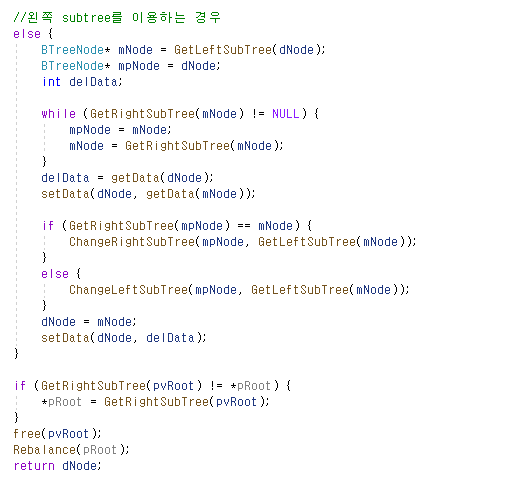 //왼쪽 subtree를 이용하는 경우
else {
BTreeNode* mNode = GetLeftSubTree(dNode);
BTreeNode* mpNode = dNode;
int delData;
while (GetRightSubTree(mNode) != NULL) {
mpNode = mNode;
mNode = GetRightSubTree(mNode);
}
delData = getData(dNode);
setData(dNode, getData(mNode));
if (GetRightSubTree(mpNode) == mNode) {
ChangeRightSubTree(mpNode, GetLeftSubTree(mNode));
}
else {
ChangeLeftSubTree(mpNode, GetLeftSubTree(mNode));
}
dNode = mNode;
setData(dNode, delData);
}
if (GetRightSubTree(pvRoot) != *pRoot) {
*pRoot = GetRightSubTree(pvRoot);
}
free(pvRoot);
Rebalance(pRoot);
return dNode;